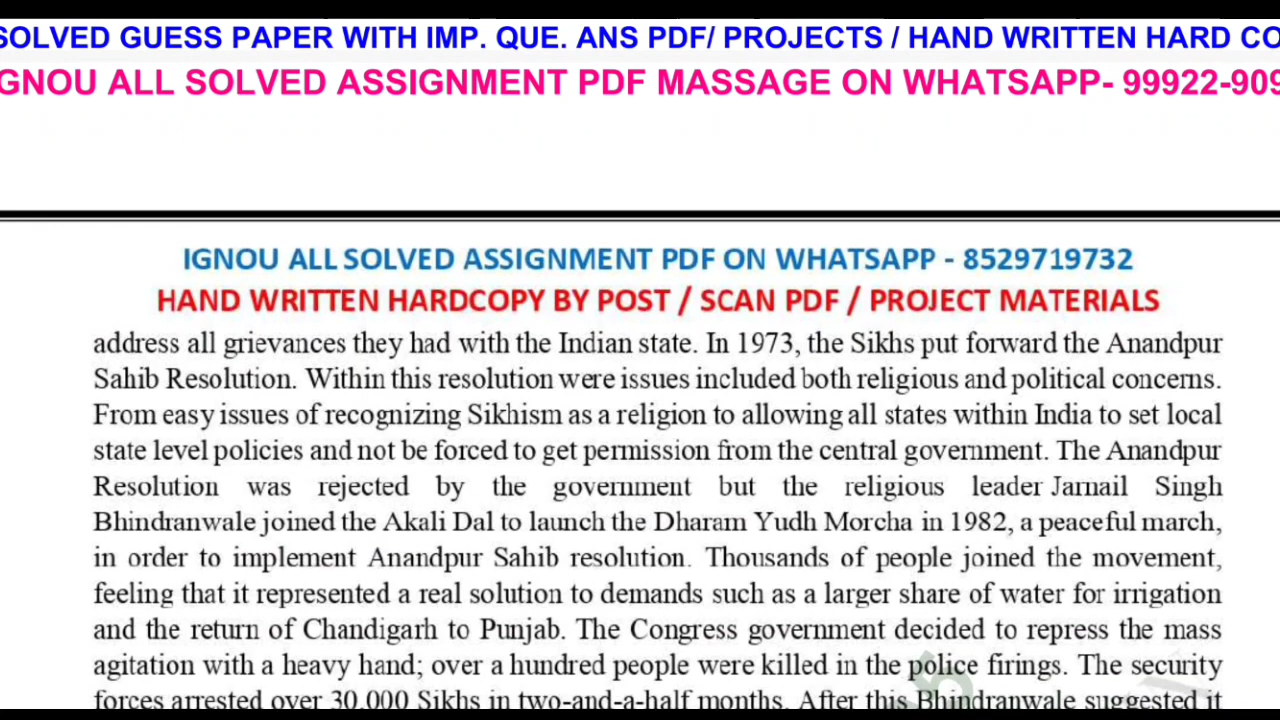 SOLVED GUESS PAPER WITH IMP. QUE. ANS PDF/ PROJECTS / HAND WRITTEN HARD CO
GNOU ALL SOLVED ASSIGNMENT PDF MASSAGE ON WHATSAPP- 99922-909
IGNOU ALL SOLVED ASSIGNMENT PDF ON WHATSAPP - 8529719732
HAND WRITTEN HARDCOPY BY POST / SCAN PDF / PROJECT MATERIALS
address all grievances they had with the Indian state. In 1973, the Sikhs put forward the Anandpur
Sahib Resolution. Within this resolution were issues included both religious and political concerns.
From easy issues of recognizing Sikhism as a religion to allowing all states within India to set local
state level policies and not be forced to get permission from the central government. The Anandpur
Resolution was rejected by the government but the religious leader Jarnail Singh
Bhindranwale joined the Akali Dal to launch the Dharam Yudh Morcha in 1982, a peaceful march,
in order to implement Anandpur Sahib resolution. Thousands of people joined the movement,
feeling that it represented a real solution to demands such as a larger share of water for irrigation
and the return of Chandigarh to Punjab. The Congress government decided to repress the mass
agitation with a heavy hand; over a hundred people were killed in the police firings. The security
forces arrested over 30,000 Sikhs in two-and-a-half months. After this Bhindranwale suggested it